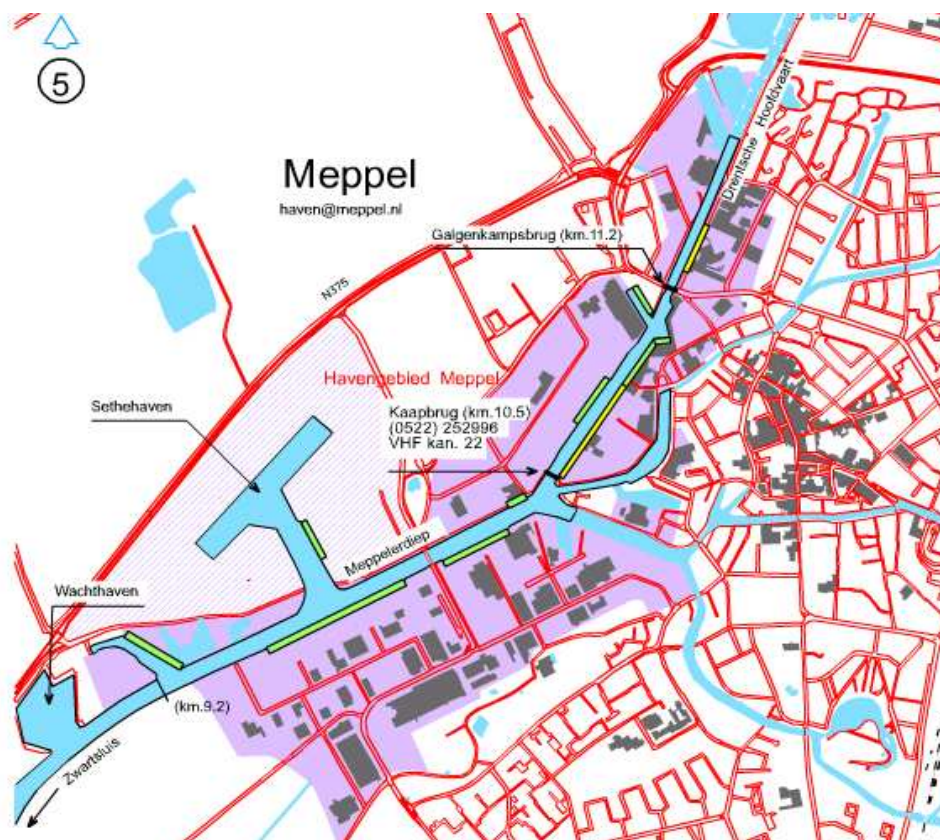 5
Meppel
haven@meppel.nl
Drentsche Hoofdvaart
Galgenkampsbrug (km.11.2)
N375
Havengebied Meppel
Sethehaven
Kaapbrug (km.10.5)
(0522) 252996
VHF kan. 22
Meppelerdiep
Wachthaven
(km.9.2)
Zwartsluis